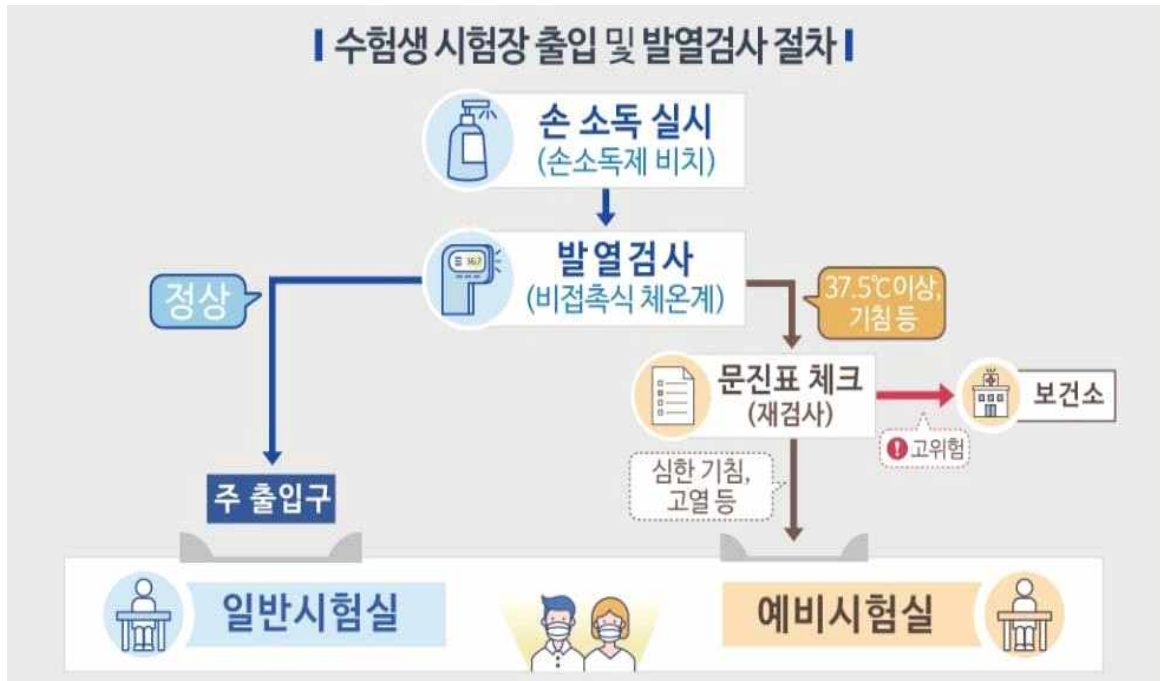 수험생 시험장 출입 및 발열검사 절차
손 소독 실시
(손소독제 비치)
발열검사
(비접촉식 체온계)
36.7
정상
37.5℃ 이상,
기침 등
문진표 체크
(재검사)
보건소
고위험
심한 기침,
고열 등
주 출입구
일반시험실
예비시험실